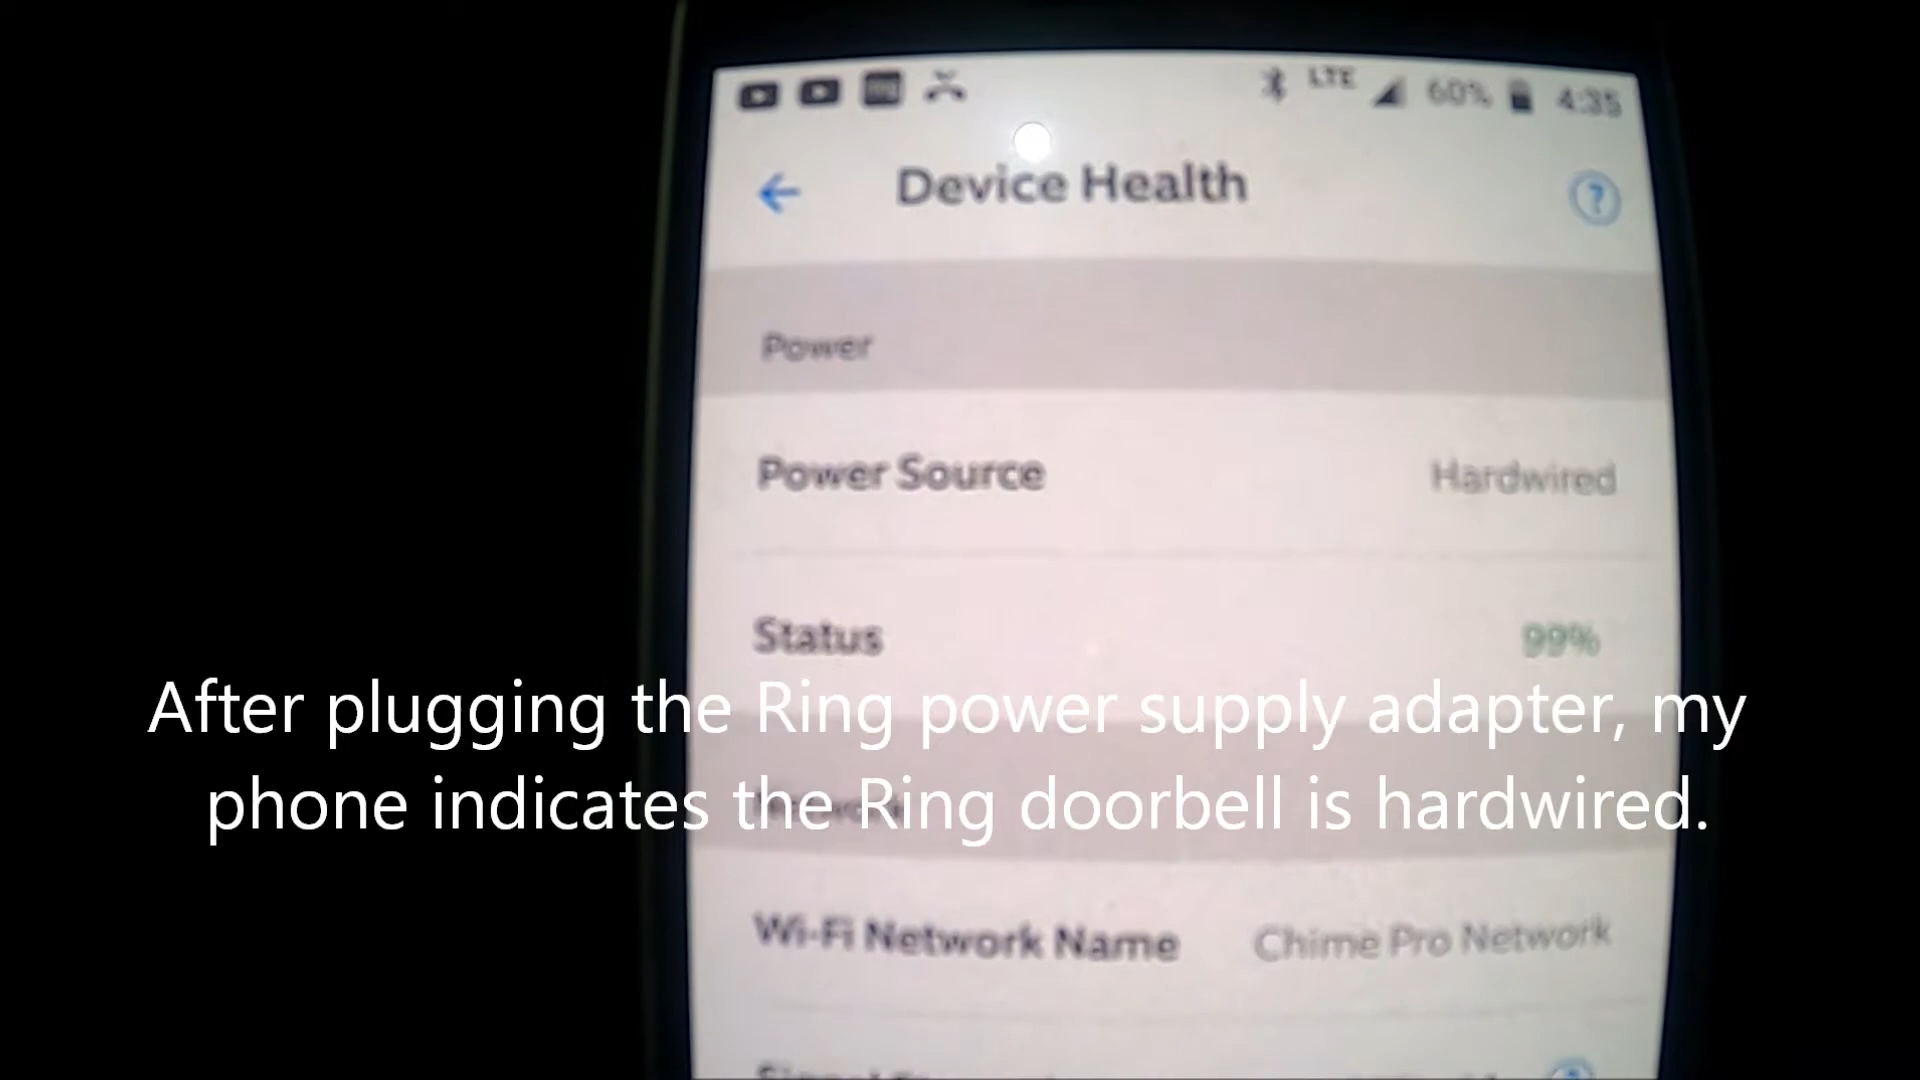 LTE 60% 4:35
Device Health
Power
Power Source Hardwired
Status 99%
After plugging the Ring power supply adapter, my
phone indicates the Ring doorbell is hardwired.
Wi-Fi Network Name Chime Pro Network